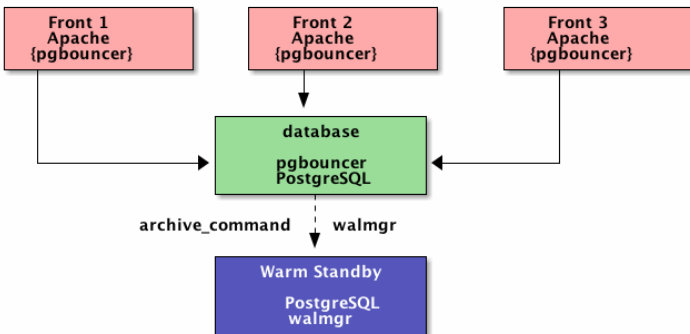 Front 1
Apache
{pgbouncer}
Front 2
Apache
{pgbouncer}
Front 3
Apache
{pgbouncer}
database
pgbouncer
PostgreSQL
archive_command walmgr
Warm Standby
PostgreSQL
walmgr